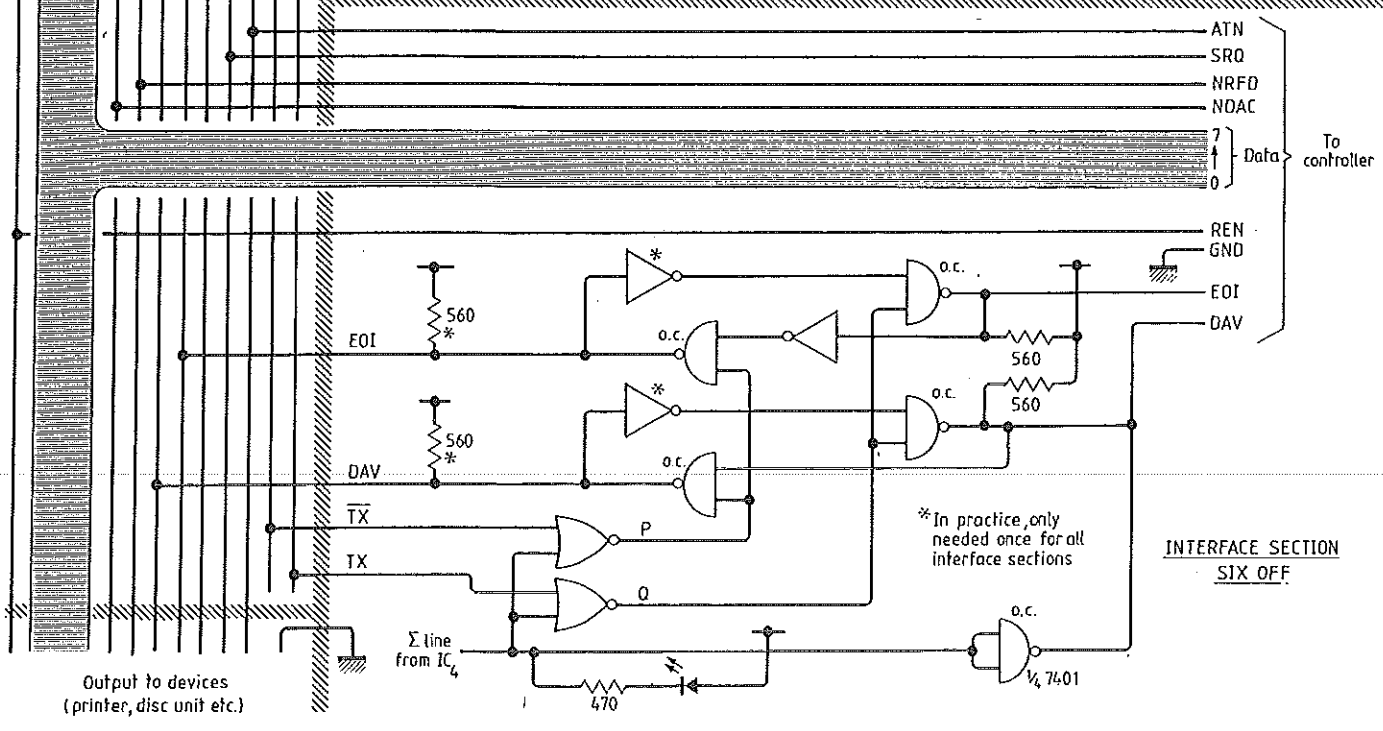 ATN
SRQ
NRFD
NDAC
7
Data
0
To
controller
REN
GND
EOI
DAV
*
o.c.
560
*
EOI
o.c.
560
*
o.c.
560
560
*
DAV
o.c.
TX
P
*In practice, only
needed once for all
interface sections
INTERFACE SECTION
SIX OFF
TX
Q
Σ line
from IC4
o.c.
470
¼ 7401
Output to devices
(printer, disc unit etc.)